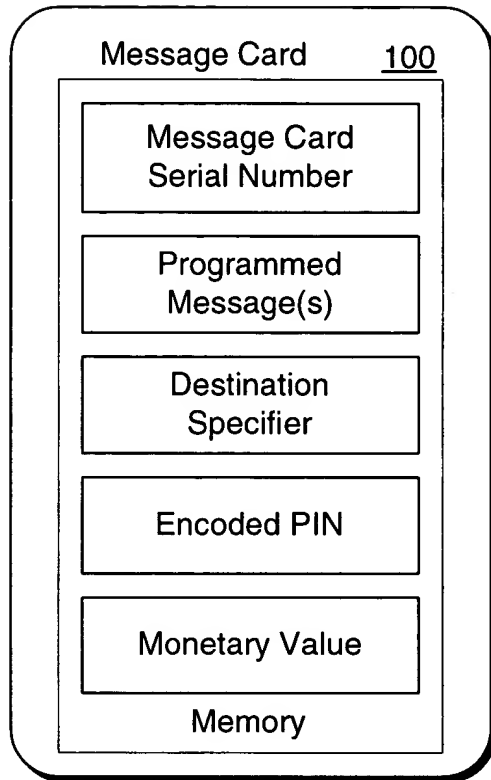 Message Card 100
Message Card
Serial Number
Programmed
Message(s)
Destination
Specifier
Encoded PIN
Monetary Value
Memory